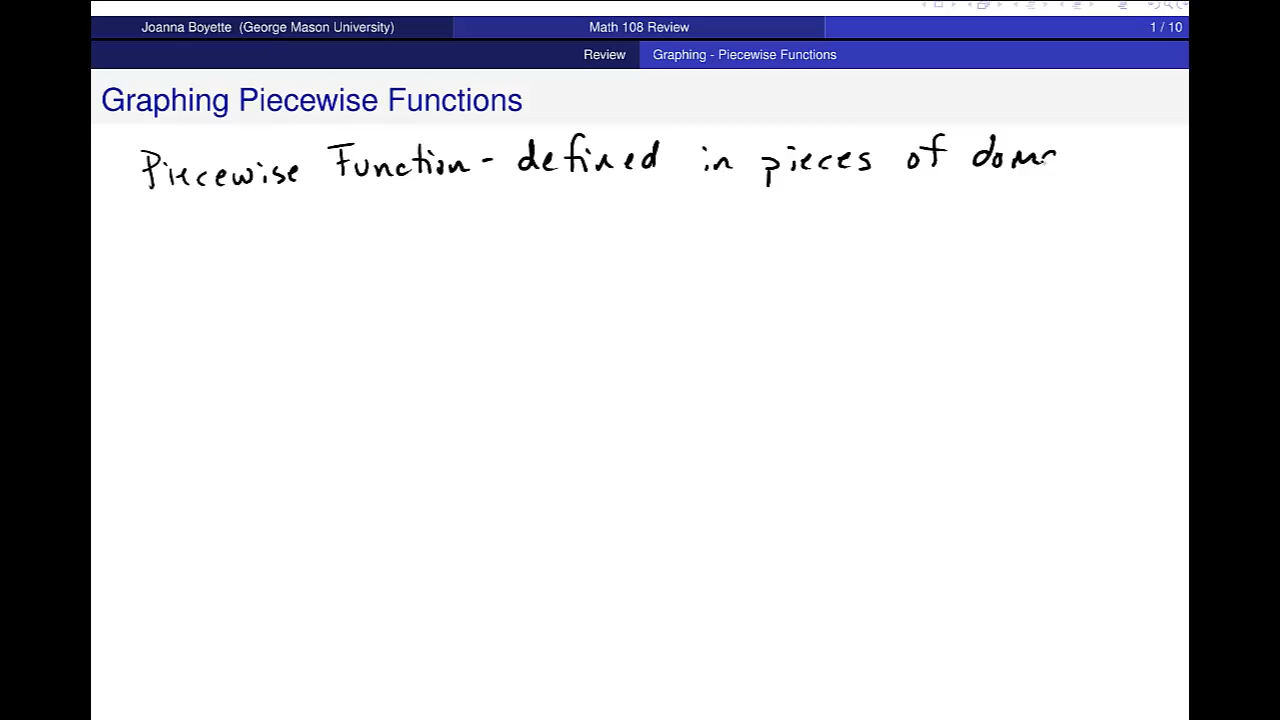 Joanna Boyette (George Mason University) Math 108 Review 1 / 10
Review Graphing - Piecewise Functions
Graphing Piecewise Functions
Piecewise Function - defined in pieces of doma